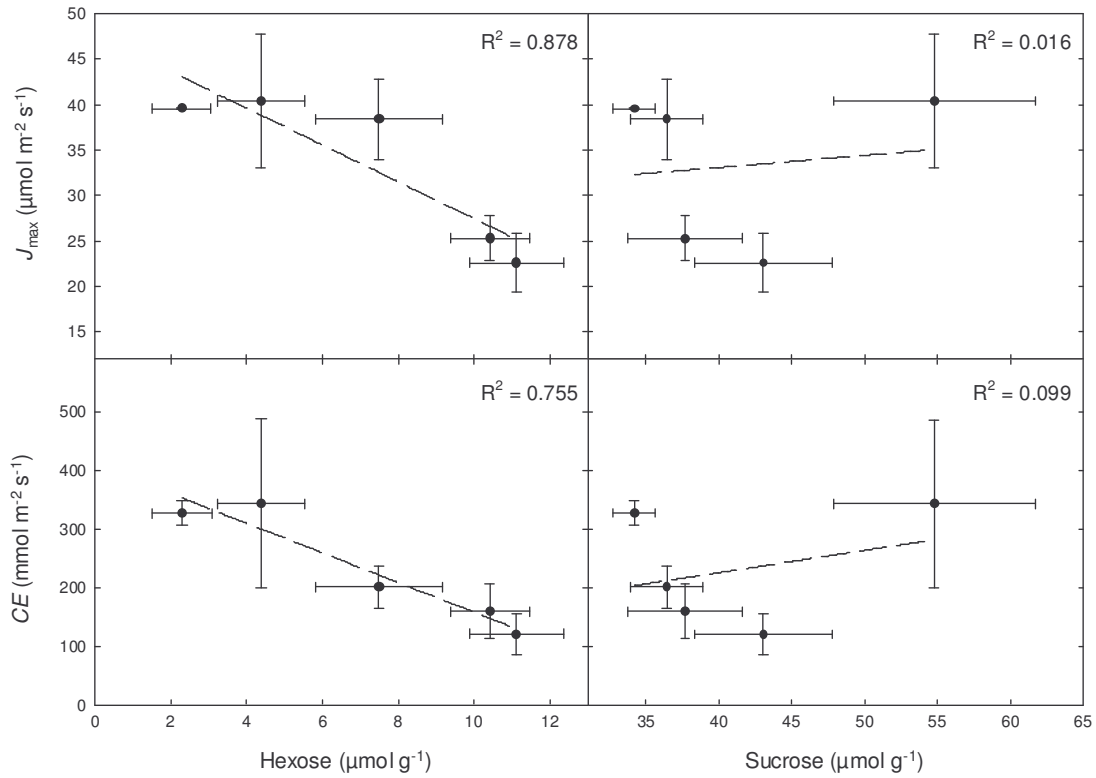 50
45
40
35
30
25
20
15
J_max (µmol m⁻² s⁻¹)
R² = 0.878
R² = 0.016
500
400
300
200
100
0
CE (mmol m⁻² s⁻¹)
R² = 0.755
R² = 0.099
0 2 4 6 8 10 12
35 40 45 50 55 60 65
Hexose (µmol g⁻¹)
Sucrose (µmol g⁻¹)